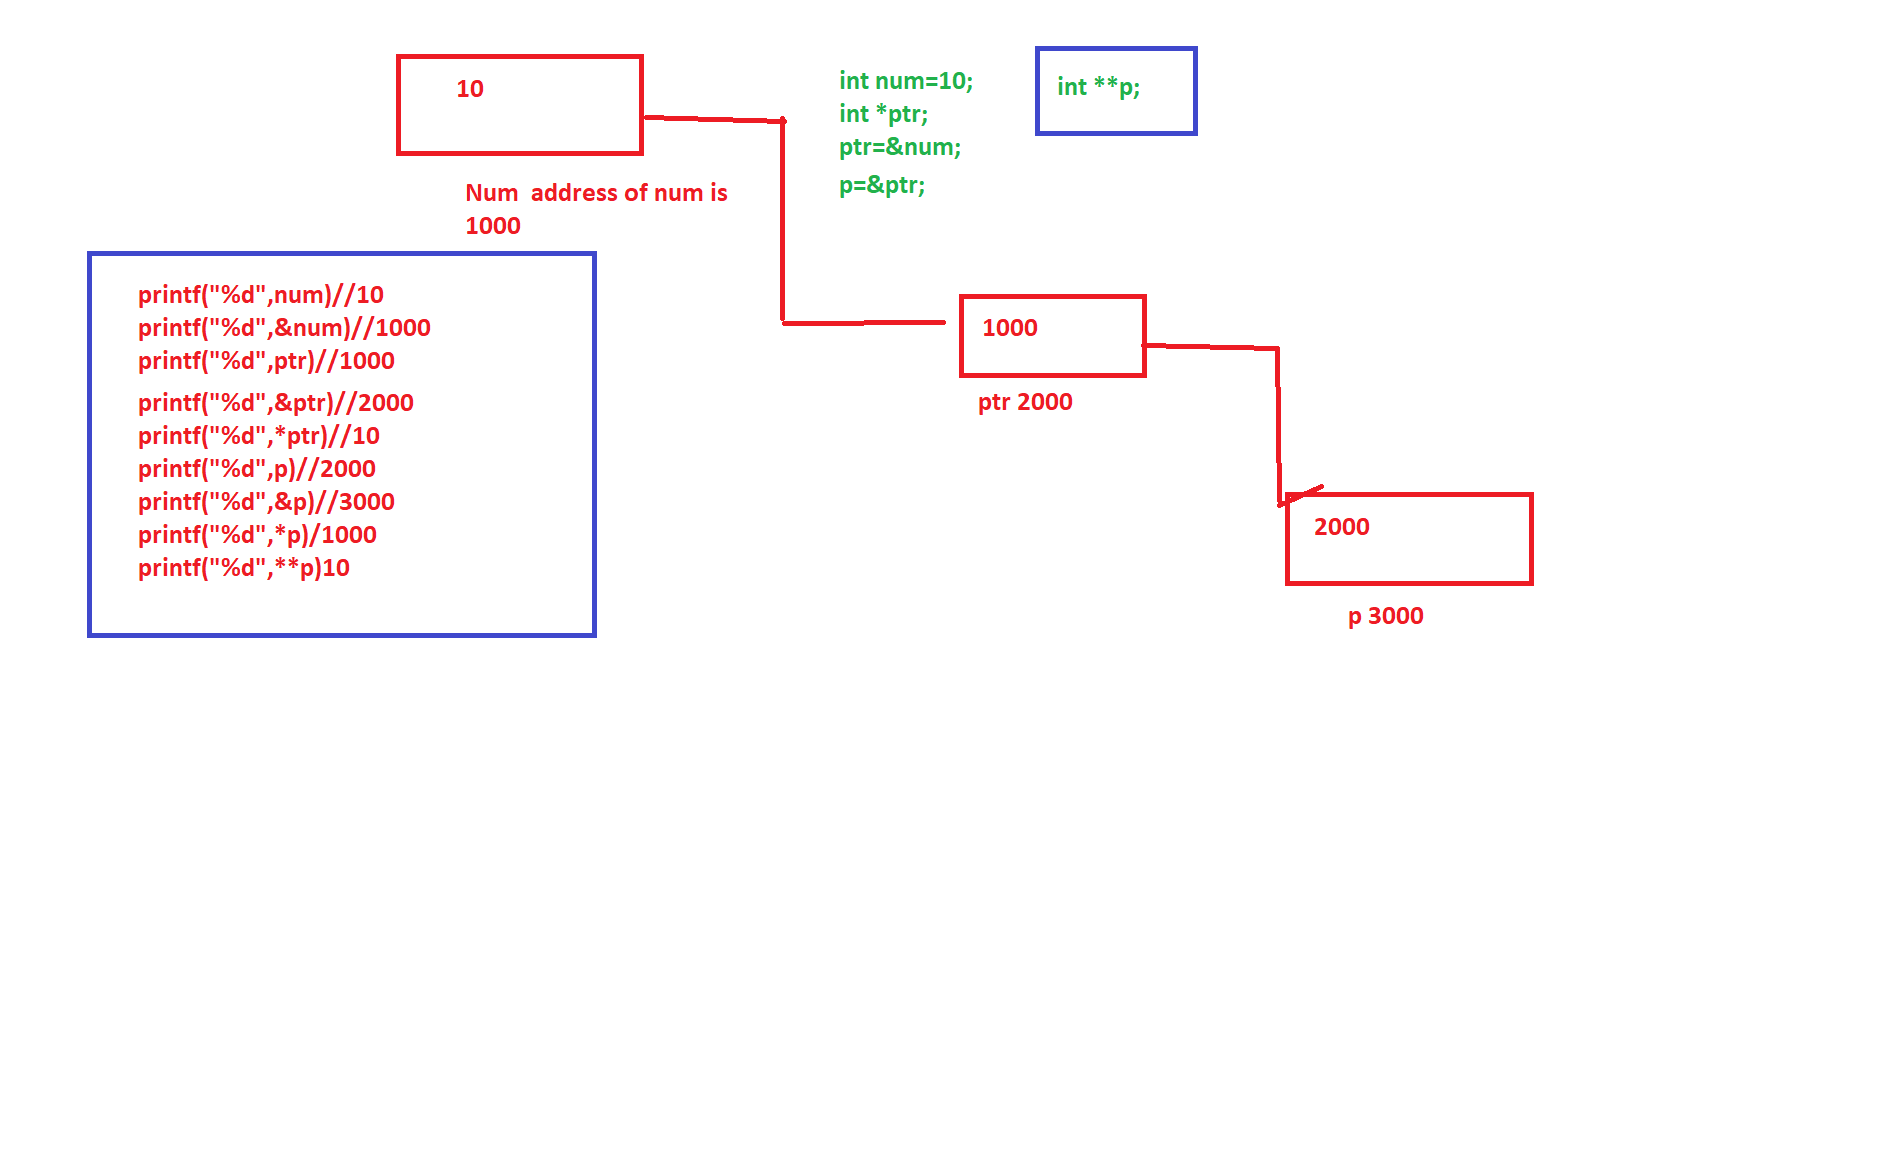 10
Num  address of num is
1000
int num=10;
int *ptr;
ptr=&num;
p=&ptr;
int **p;
printf("%d",num)//10
printf("%d",&num)//1000
printf("%d",ptr)//1000
printf("%d",&ptr)//2000
printf("%d",*ptr)//10
printf("%d",p)//2000
printf("%d",&p)//3000
printf("%d",*p)/1000
printf("%d",**p)10
1000
ptr 2000
2000
p 3000